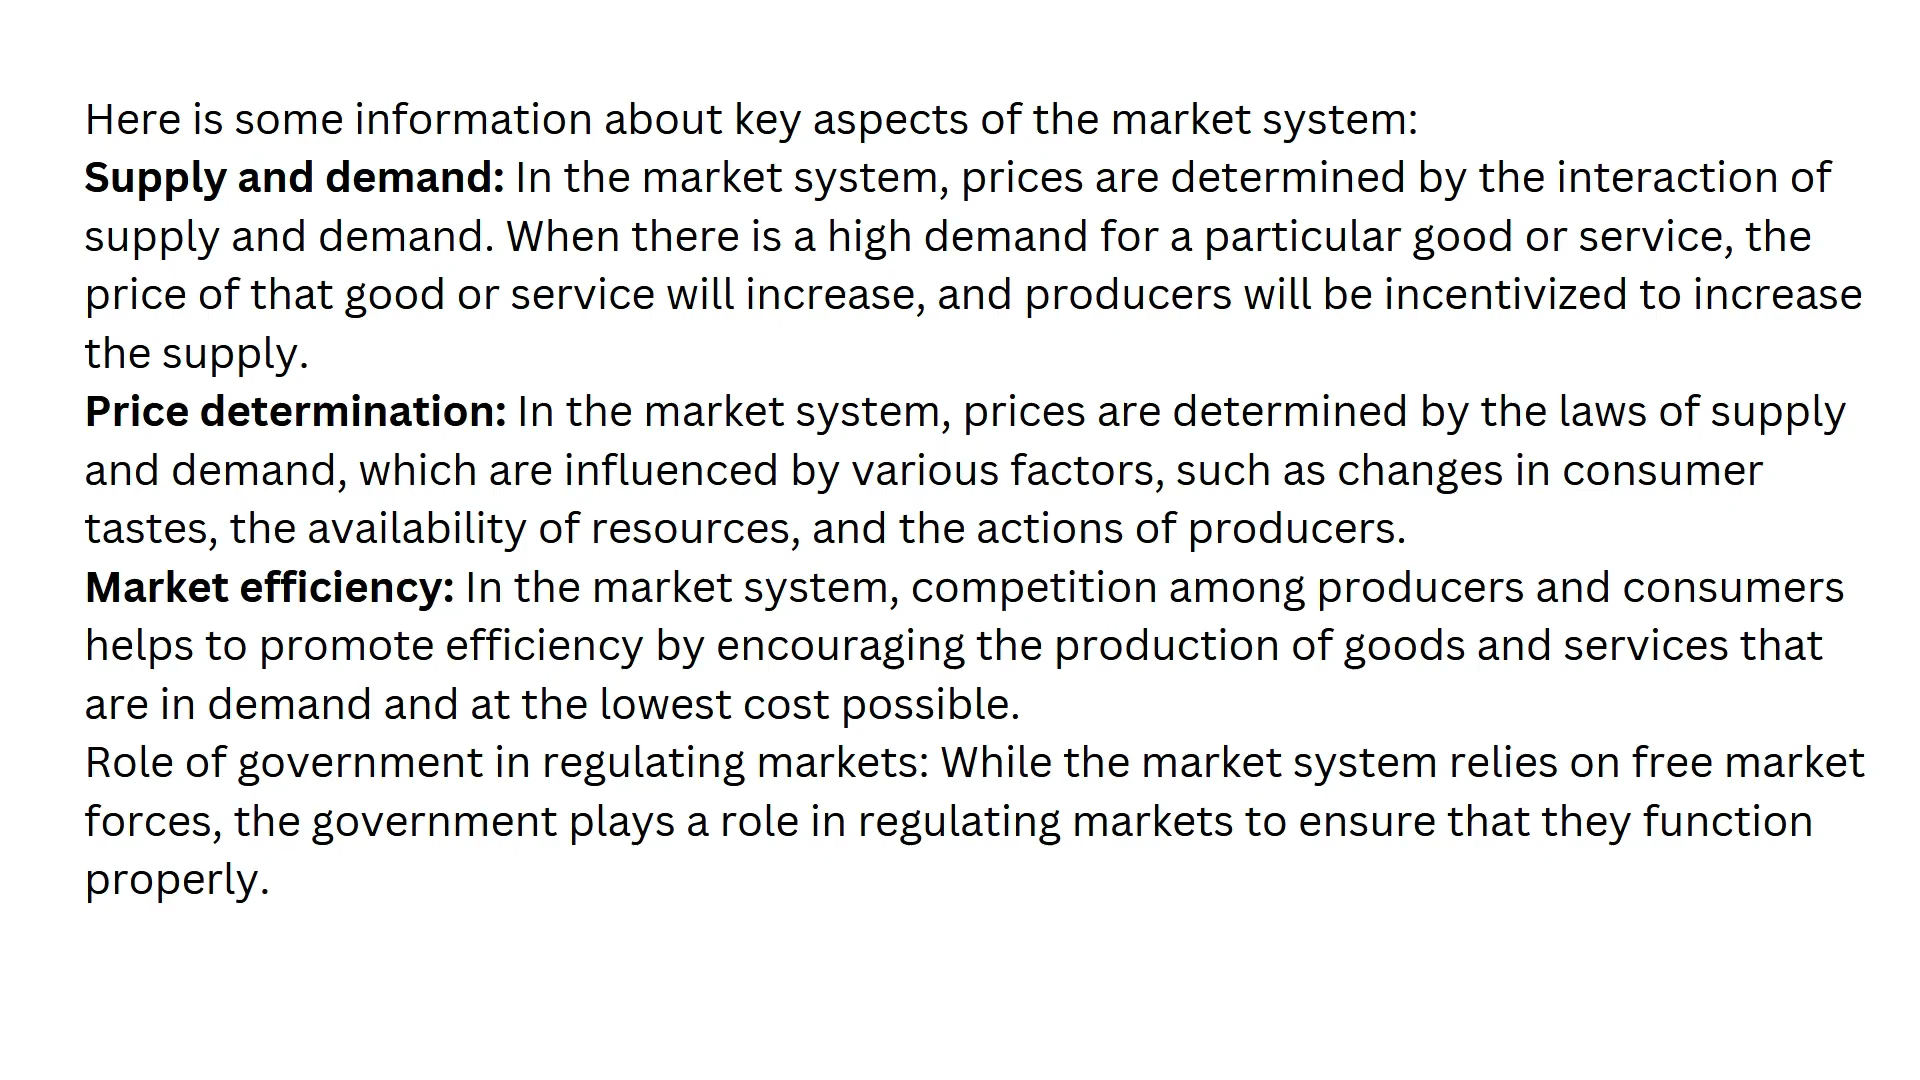 Here is some information about key aspects of the market system:
Supply and demand: In the market system, prices are determined by the interaction of
supply and demand. When there is a high demand for a particular good or service, the
price of that good or service will increase, and producers will be incentivized to increase
the supply.
Price determination: In the market system, prices are determined by the laws of supply
and demand, which are influenced by various factors, such as changes in consumer
tastes, the availability of resources, and the actions of producers.
Market efficiency: In the market system, competition among producers and consumers
helps to promote efficiency by encouraging the production of goods and services that
are in demand and at the lowest cost possible.
Role of government in regulating markets: While the market system relies on free market
forces, the government plays a role in regulating markets to ensure that they function
properly.